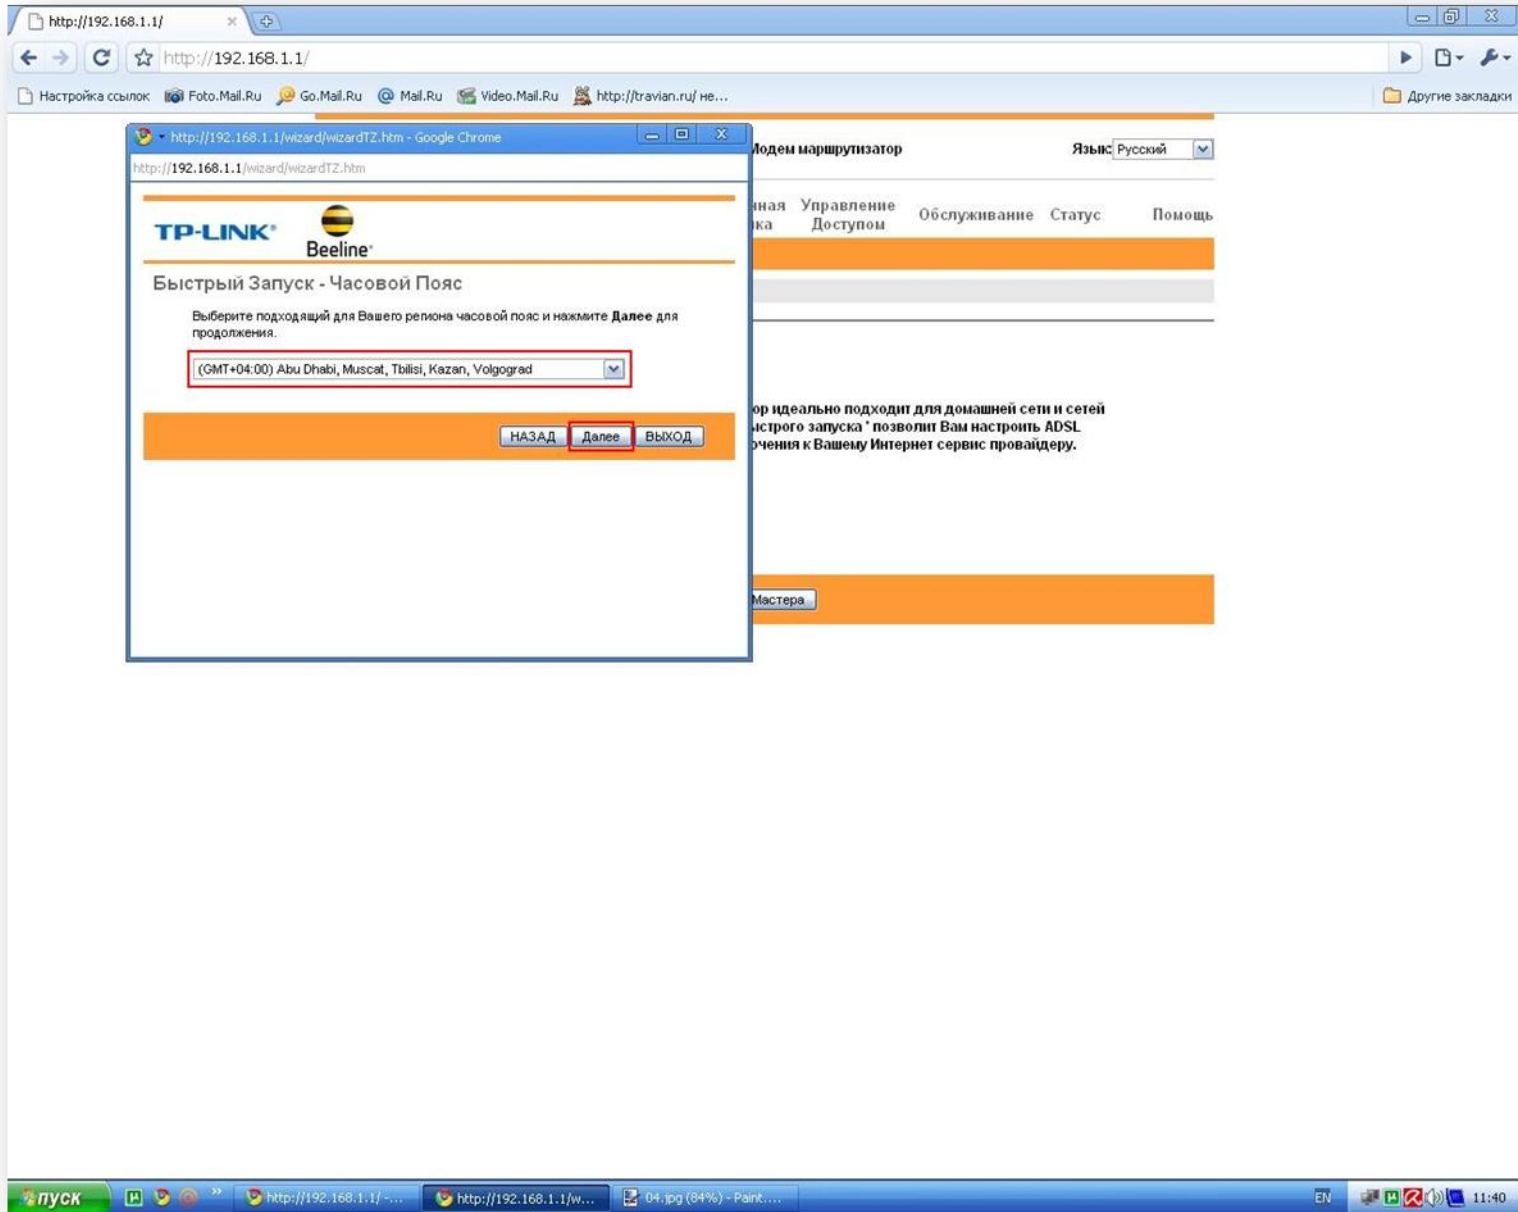 http://192.168.1.1/
http://192.168.1.1/
Настройка ссылок Foto.Mail.Ru Go.Mail.Ru Mail.Ru Video.Mail.Ru http://travian.ru/ не... Другие закладки
http://192.168.1.1/wizard/wizardTZ.htm - Google Chrome
http://192.168.1.1/wizard/wizardTZ.htm
TP-LINK®
Beeline®
Быстрый Запуск - Часовой Пояс
Выберите подходящий для Вашего региона часовой пояс и нажмите Далее для
продолжения.
(GMT+04:00) Abu Dhabi, Muscat, Tbilisi, Kazan, Volgograd
НАЗАД Далее ВЫХОД
Модем маршрутизатор Язык: Русский
нная Управление Обслуживание Статус Помощь
ка Доступом
ор идеально подходит для домашней сети и сетей
ыстрого запуска " позволит Вам настроить ADSL
очения к Вашему Интернет сервис провайдеру.
Мастера
пуск » http://192.168.1.1/ -... http://192.168.1.1/w... 04.jpg (84%) - Paint.... EN 11:40